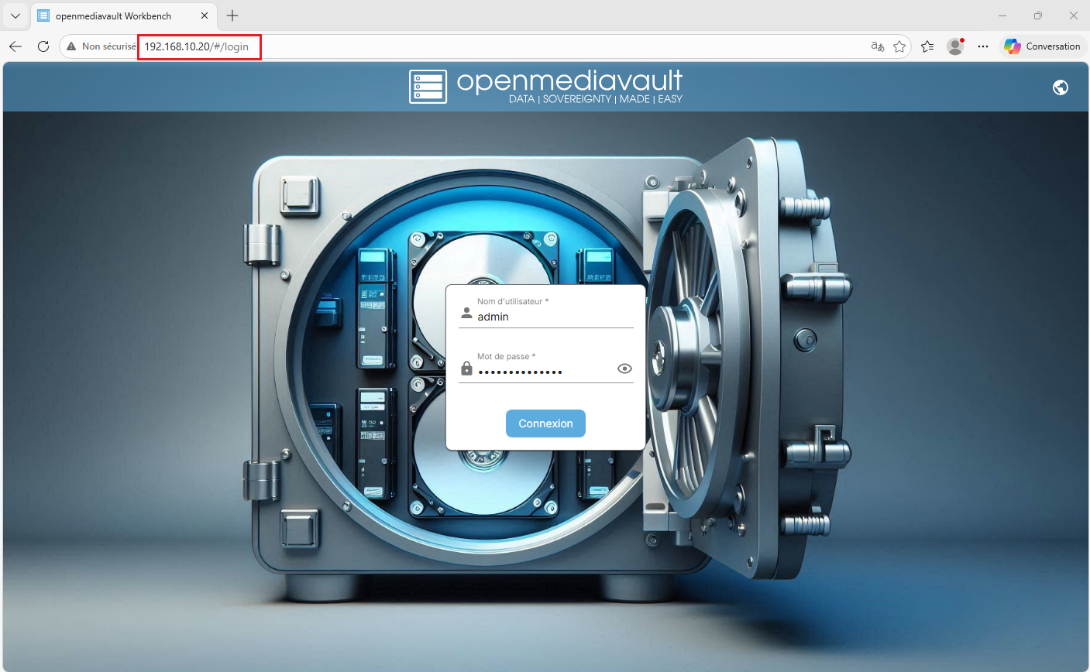 openmediavault Workbench
Non sécurisé
192.168.10.20/#/login
Conversation
openmediavault
DATA | SOVEREIGNTY | MADE | EASY
Nom d'utilisateur *
admin
Mot de passe *
••••••••••••••
Connexion